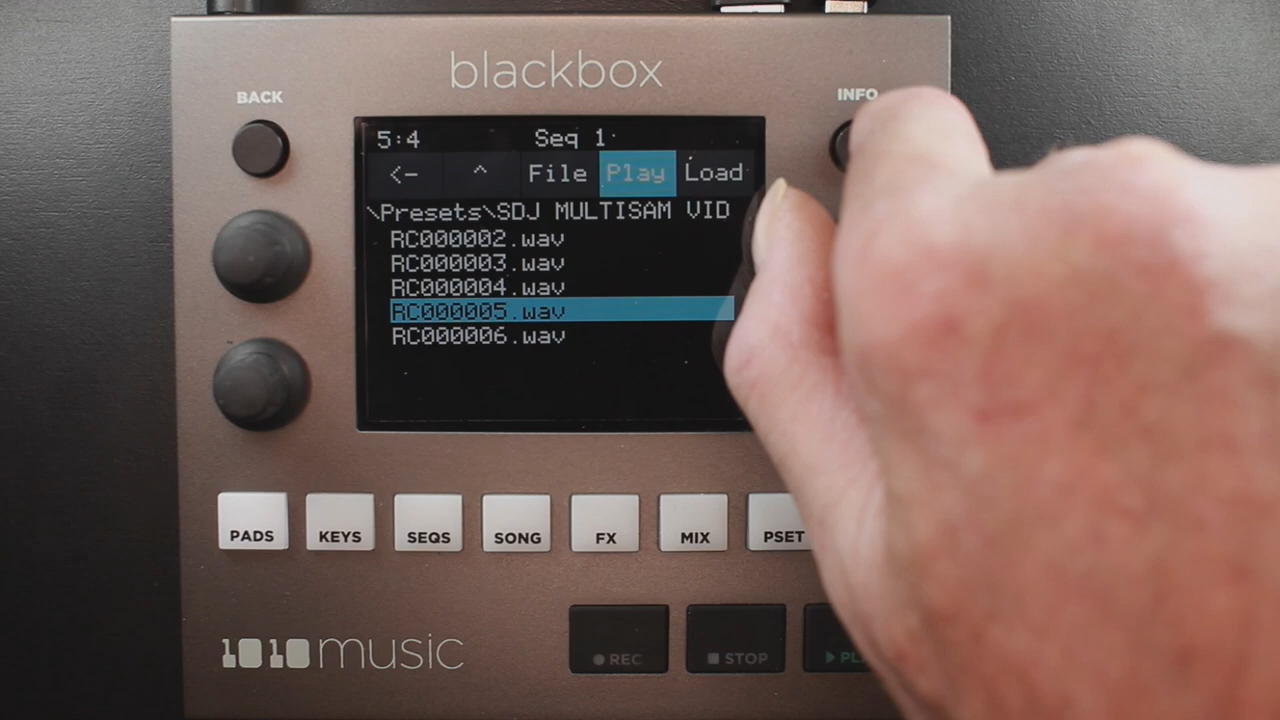 blackbox
BACK
INFO
5:4 Seq 1
<- ^ File Play Load
\Presets\SDJ MULTISAM VID
RC000002.wav
RC000003.wav
RC000004.wav
RC000005.wav
RC000006.wav
PADS KEYS SEQS SONG FX MIX PSET
1010music
REC STOP